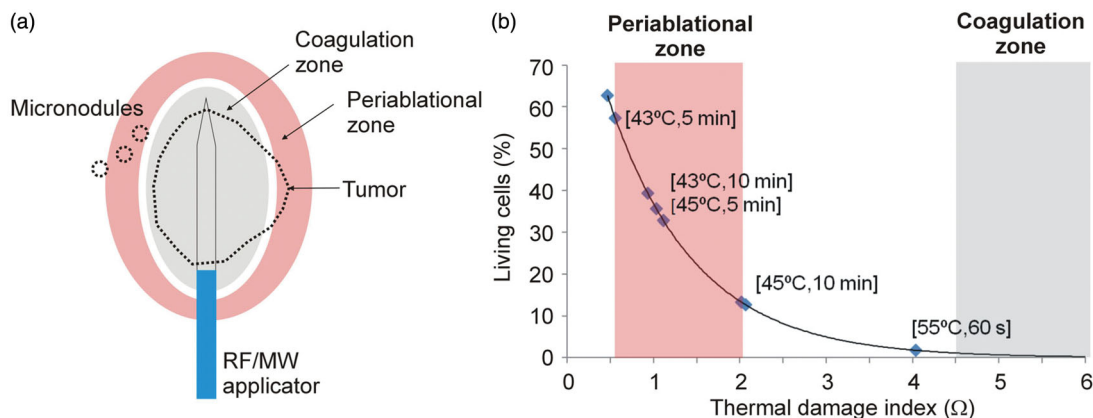 (a)
Coagulation
zone
Micronodules
Periablational
zone
Tumor
RF/MW
applicator
(b)
Periablational
zone
Coagulation
zone
Living cells (%)
70
60
50
40
30
20
10
0
[43ºC,5 min]
[43ºC,10 min]
[45ºC,5 min]
[45ºC,10 min]
[55ºC,60 s]
0 1 2 3 4 5 6
Thermal damage index (Ω)